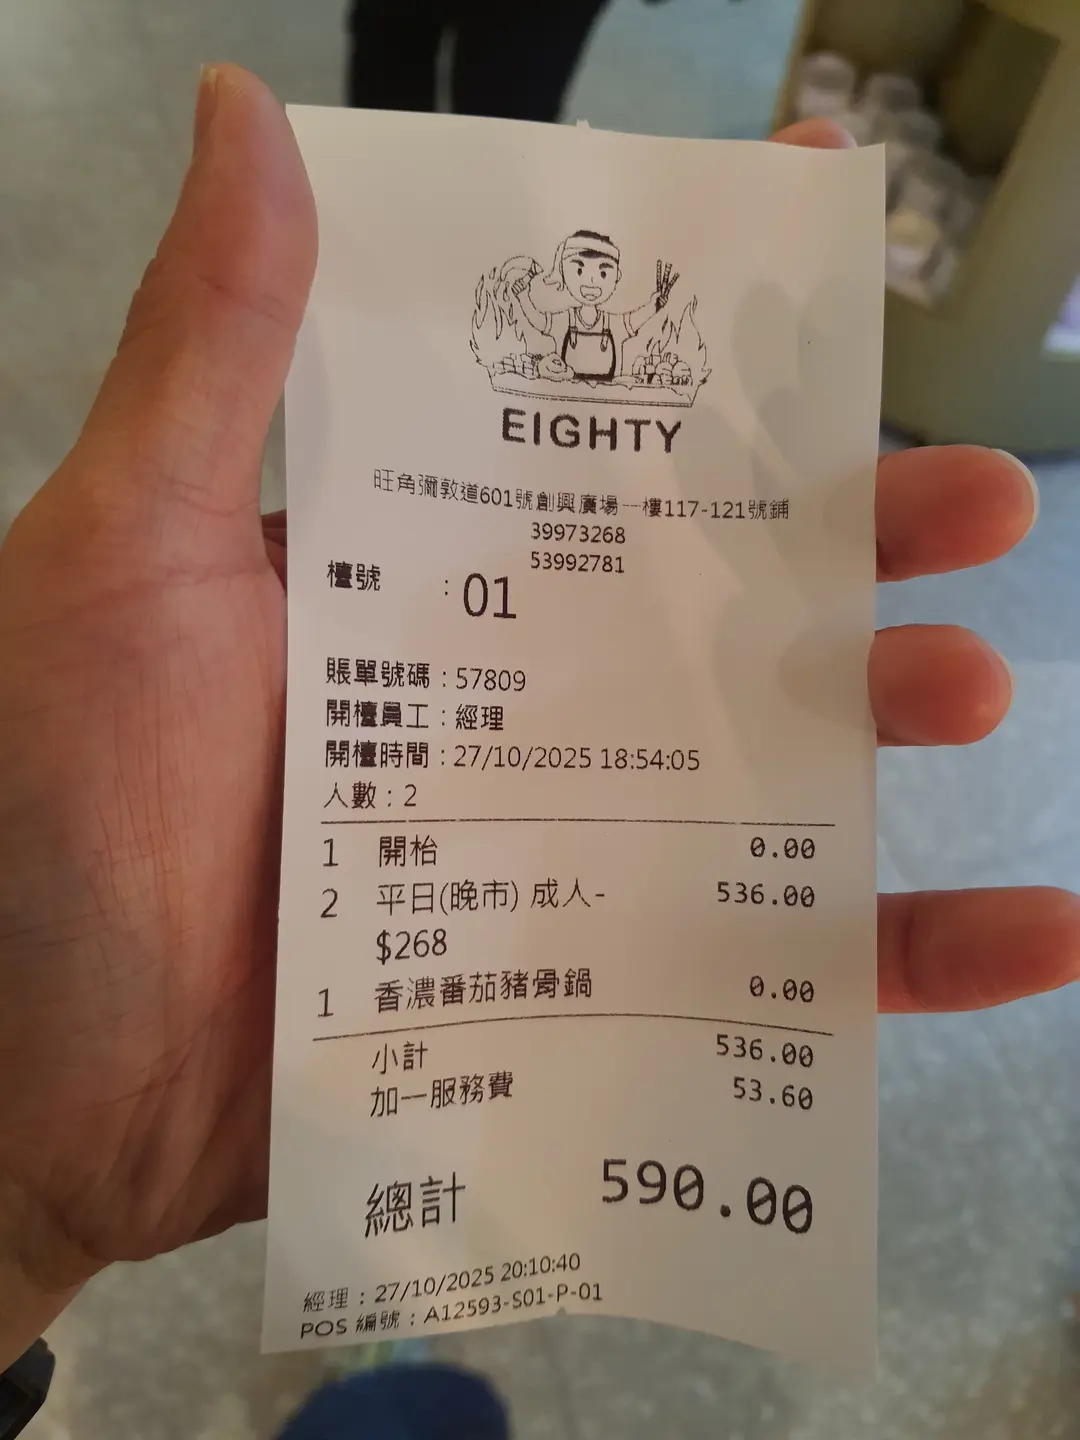 EIGHTY
旺角彌敦道601號創興廣場一樓117-121號鋪
39973268
53992781
檯號 : 01
賬單號碼 : 57809
開檯員工 : 經理
開檯時間 : 27/10/2025 18:54:05
人數 : 2
1 開枱 0.00
2 平日(晚市) 成人- 536.00
$268
1 香濃番茄豬骨鍋 0.00
小計 536.00
加一服務費 53.60
總計 590.00
經理 : 27/10/2025 20:10:40
POS 編號 : A12593-S01-P-01